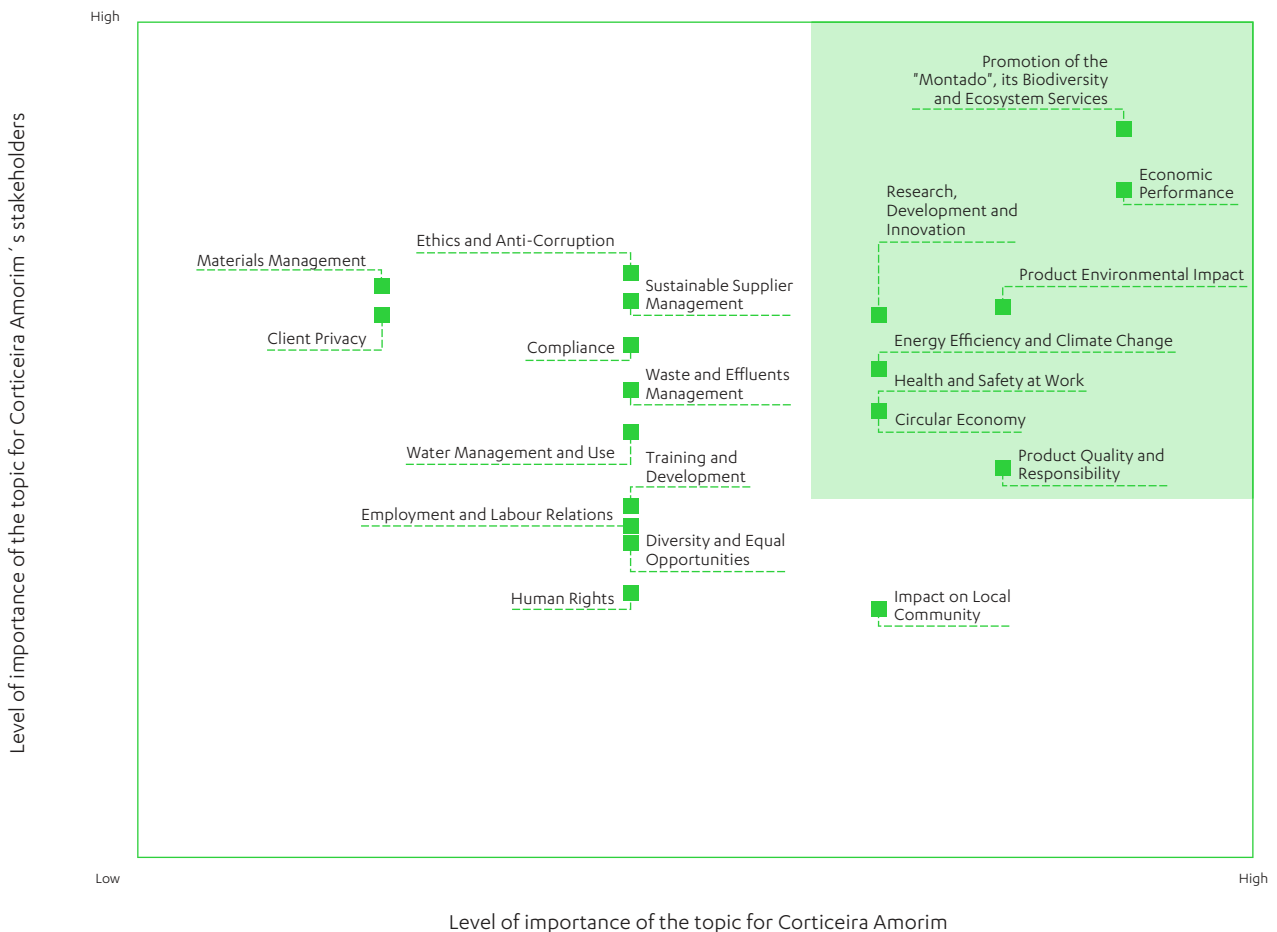 High
Level of importance of the topic for Corticeira Amorim´s stakeholders
Promotion of the
"Montado", its Biodiversity
and Ecosystem Services
Economic
Performance
Research,
Development and
Innovation
Ethics and Anti-Corruption
Materials Management
Product Environmental Impact
Sustainable Supplier
Management
Client Privacy
Compliance
Energy Efficiency and Climate Change
Waste and Effluents
Management
Health and Safety at Work
Circular Economy
Water Management and Use
Training and
Development
Product Quality and
Responsibility
Employment and Labour Relations
Diversity and Equal
Opportunities
Human Rights
Impact on Local
Community
Low
High
Level of importance of the topic for Corticeira Amorim